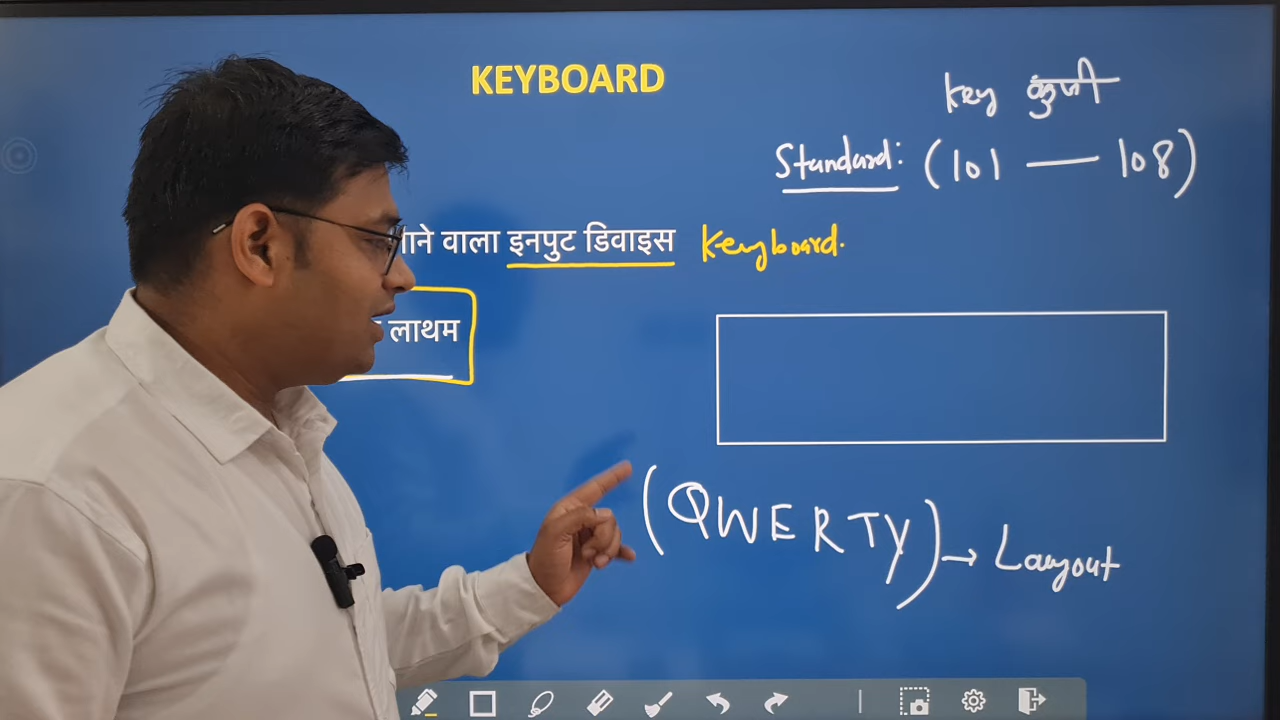 KEYBOARD
Key कुंजी
Standard: (101 — 108)
वाला इनपुट डिवाइस Keyboard.
लाथम
(QWERTY) → Layout